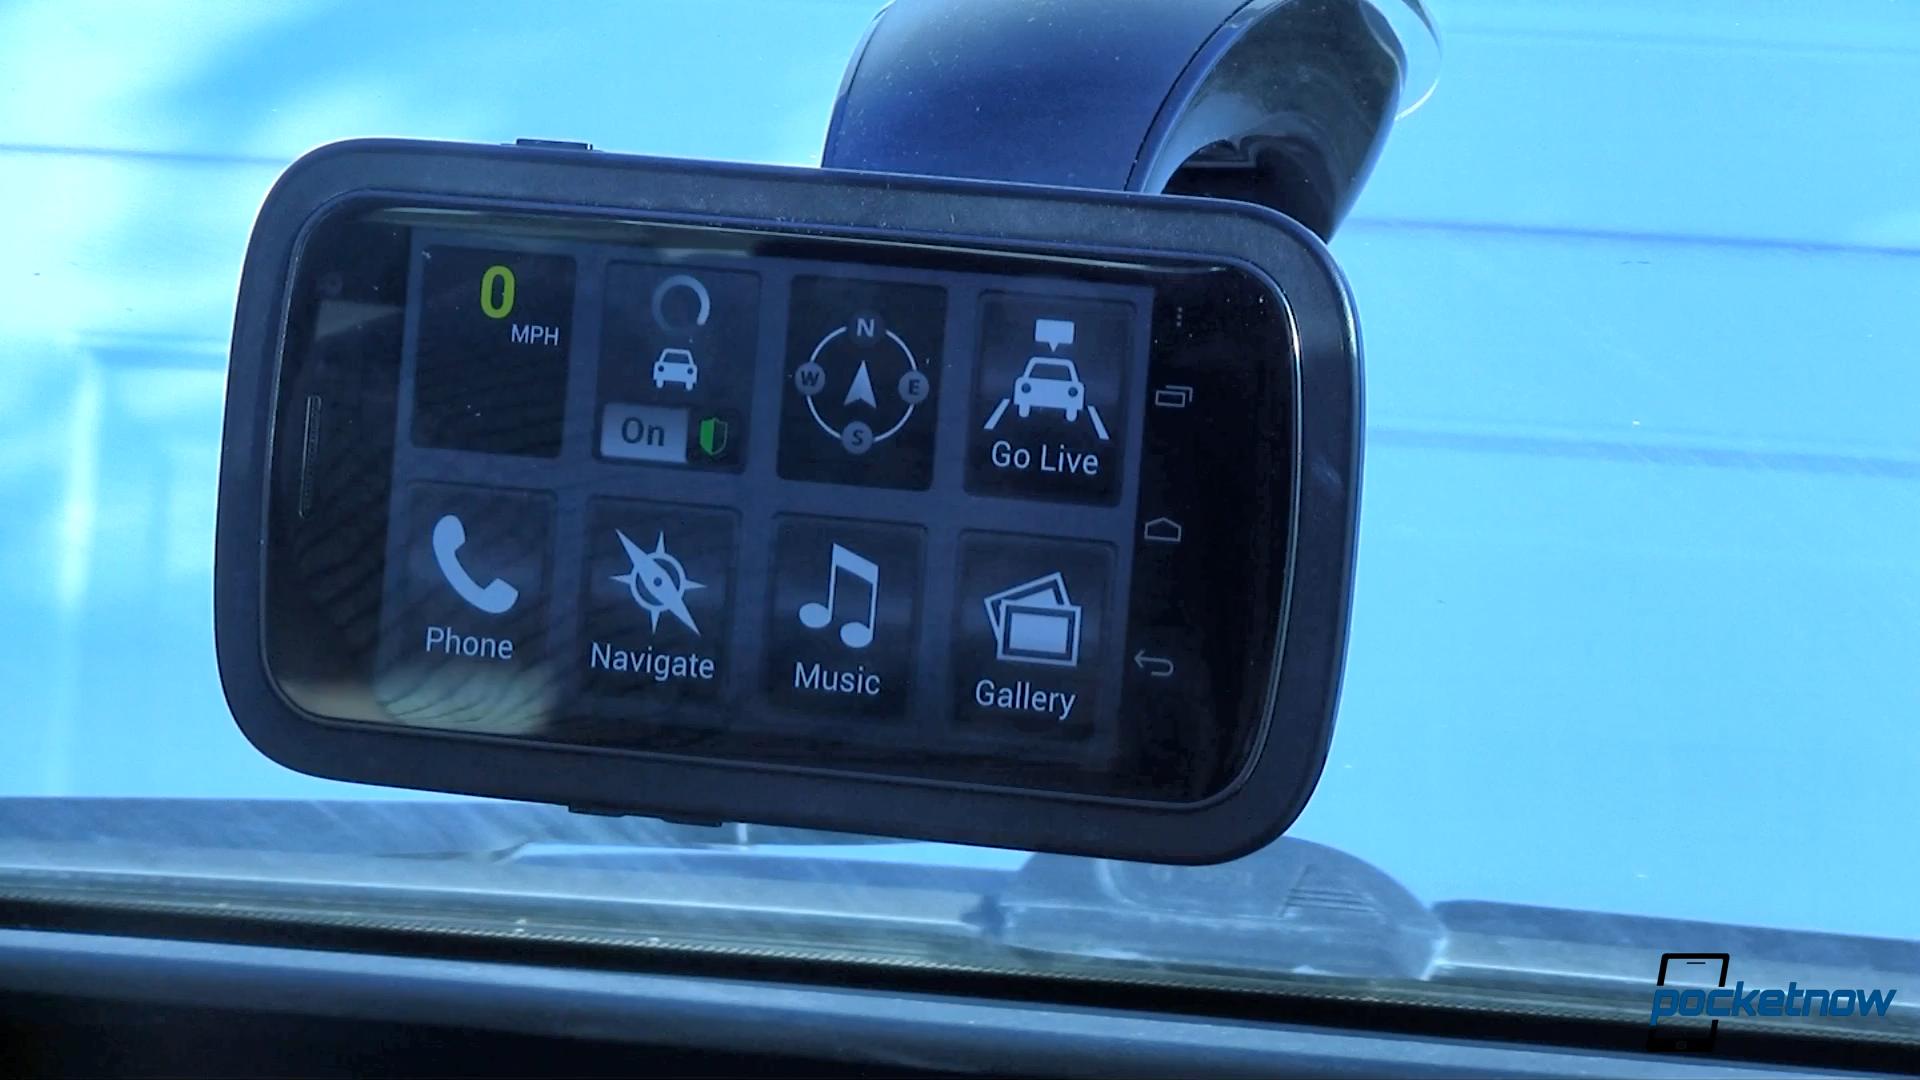 0
MPH
On
N
W
E
S
Go Live
Phone
Navigate
Music
Gallery
pocketnow